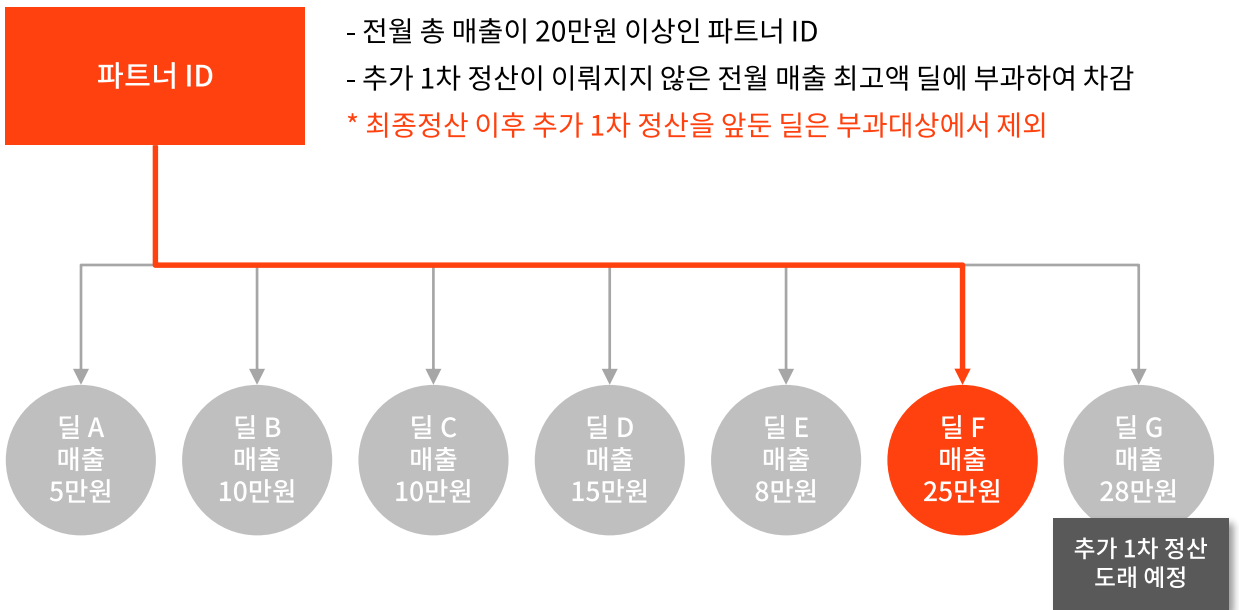 파트너 ID
- 전월 총 매출이 20만원 이상인 파트너 ID
- 추가 1차 정산이 이뤄지지 않은 전월 매출 최고액 딜에 부과하여 차감
* 최종정산 이후 추가 1차 정산을 앞둔 딜은 부과대상에서 제외
딜 A
매출
5만원
딜 B
매출
10만원
딜 C
매출
10만원
딜 D
매출
15만원
딜 E
매출
8만원
딜 F
매출
25만원
딜 G
매출
28만원
추가 1차 정산
도래 예정